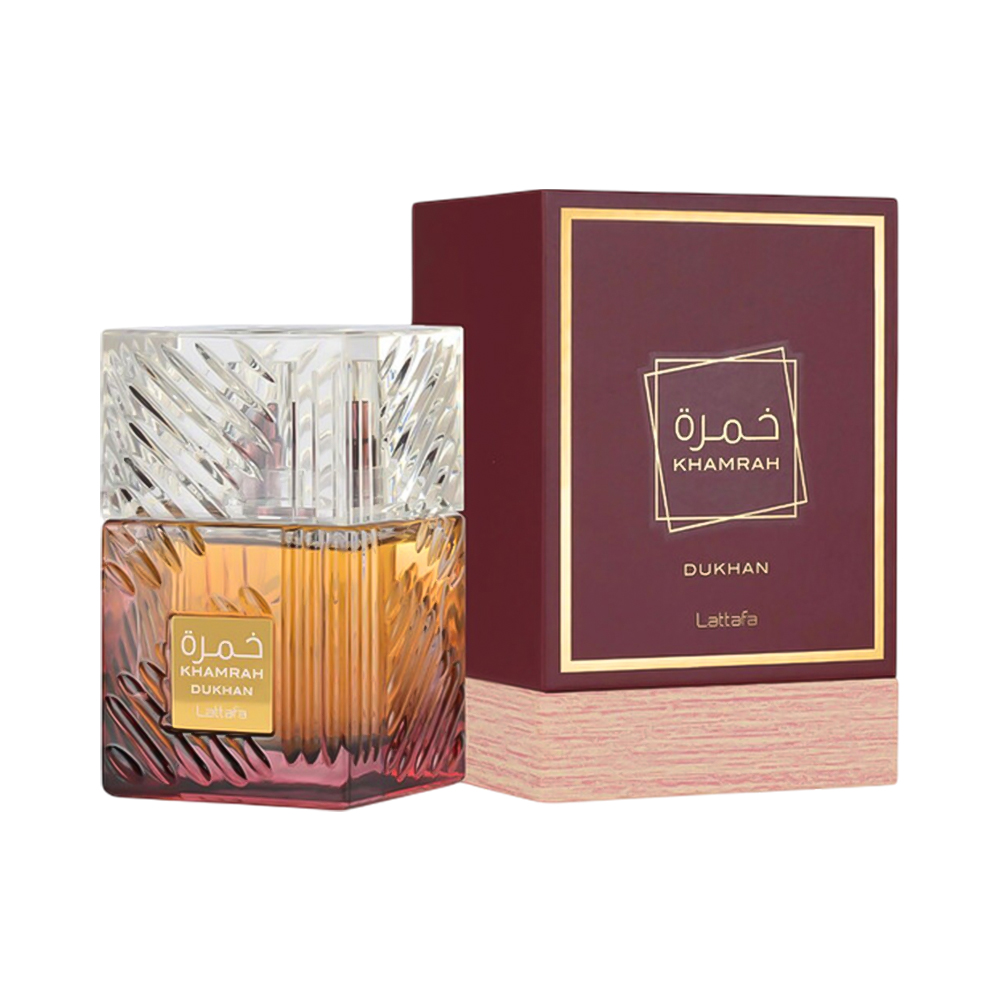 خمرة
KHAMRAH
DUKHAN
Lattafa
خمرة
KHAMRAH
DUKHAN
Lattafa